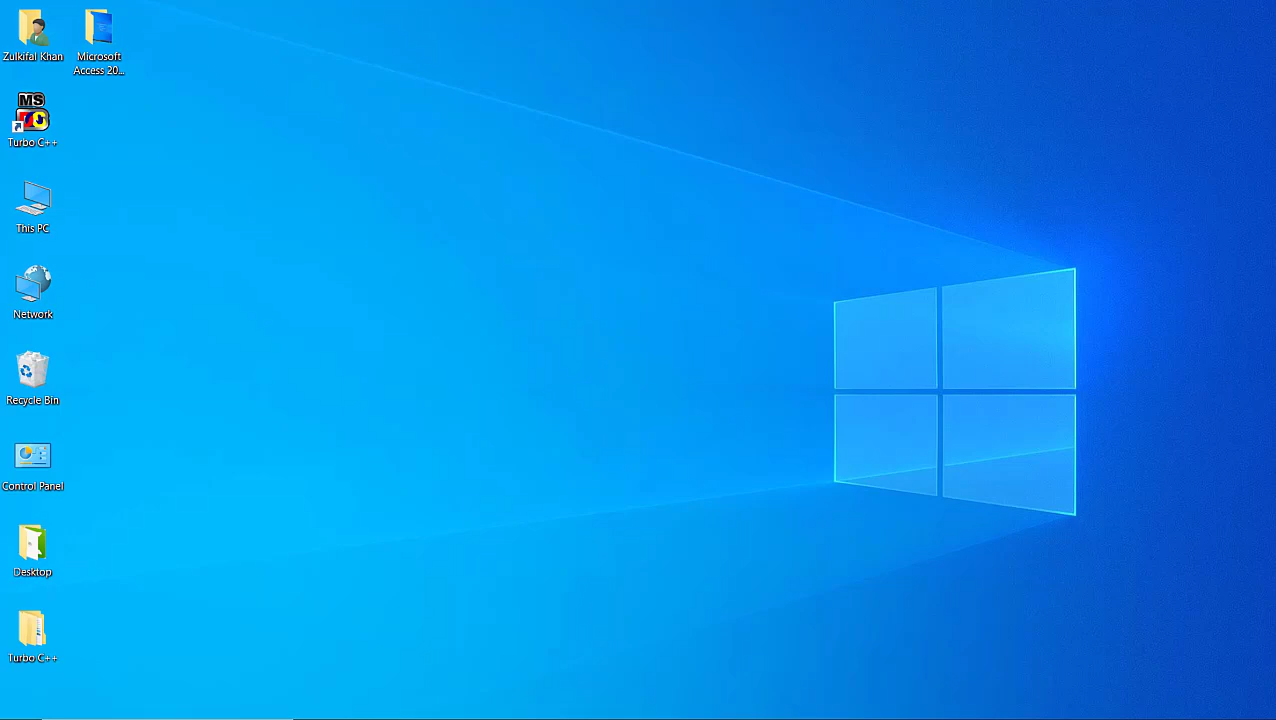 Zulkifal Khan
Microsoft
Access 20...
MS
Turbo C++
This PC
Network
Recycle Bin
Control Panel
Desktop
Turbo C++